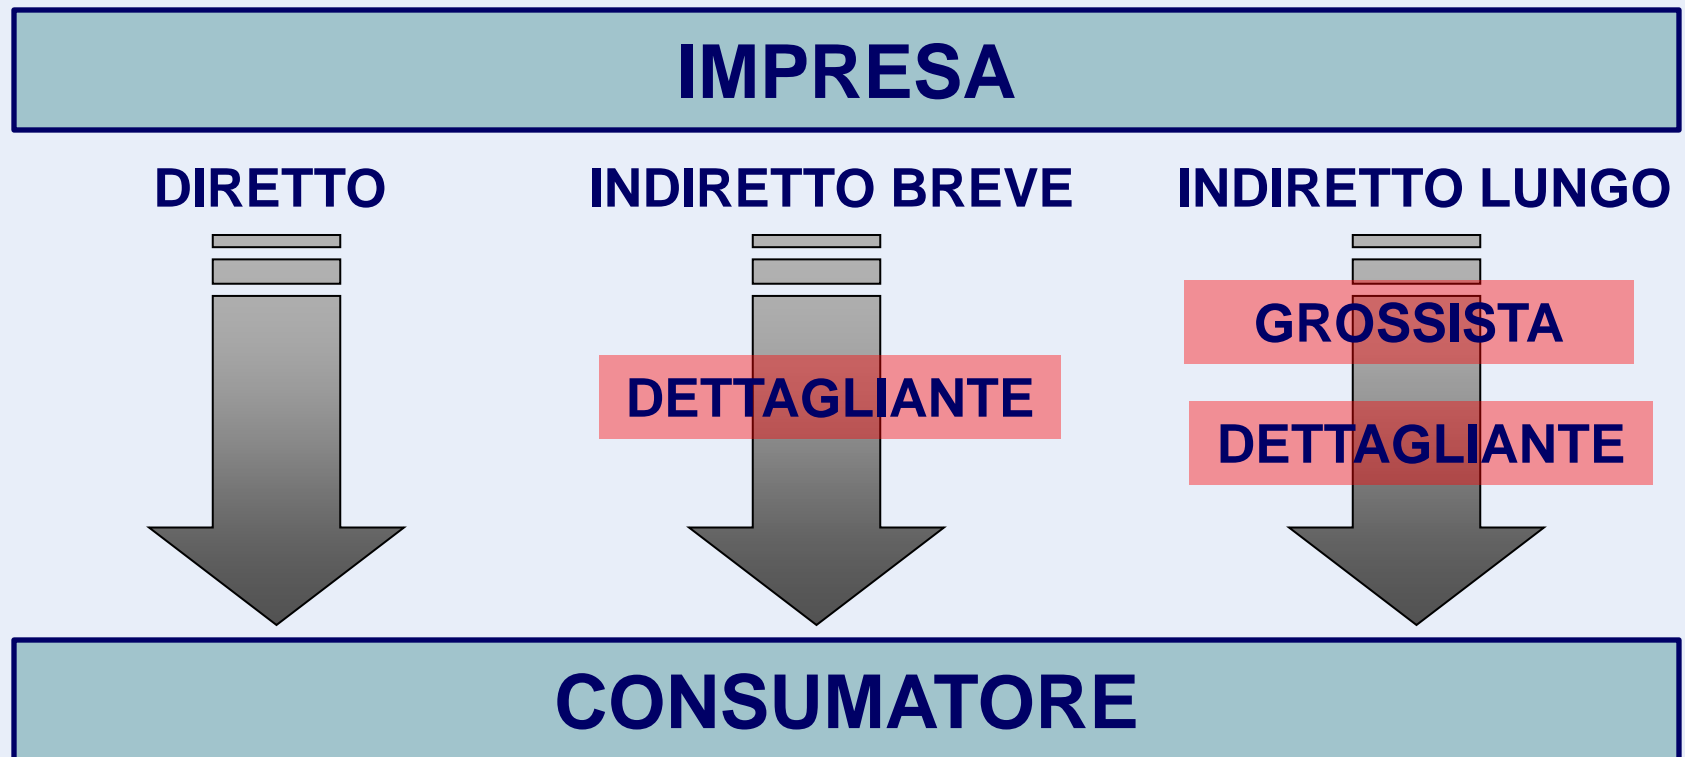 IMPRESA
DIRETTO
INDIRETTO BREVE
INDIRETTO LUNGO
GROSSISTA
DETTAGLIANTE
DETTAGLIANTE
CONSUMATORE